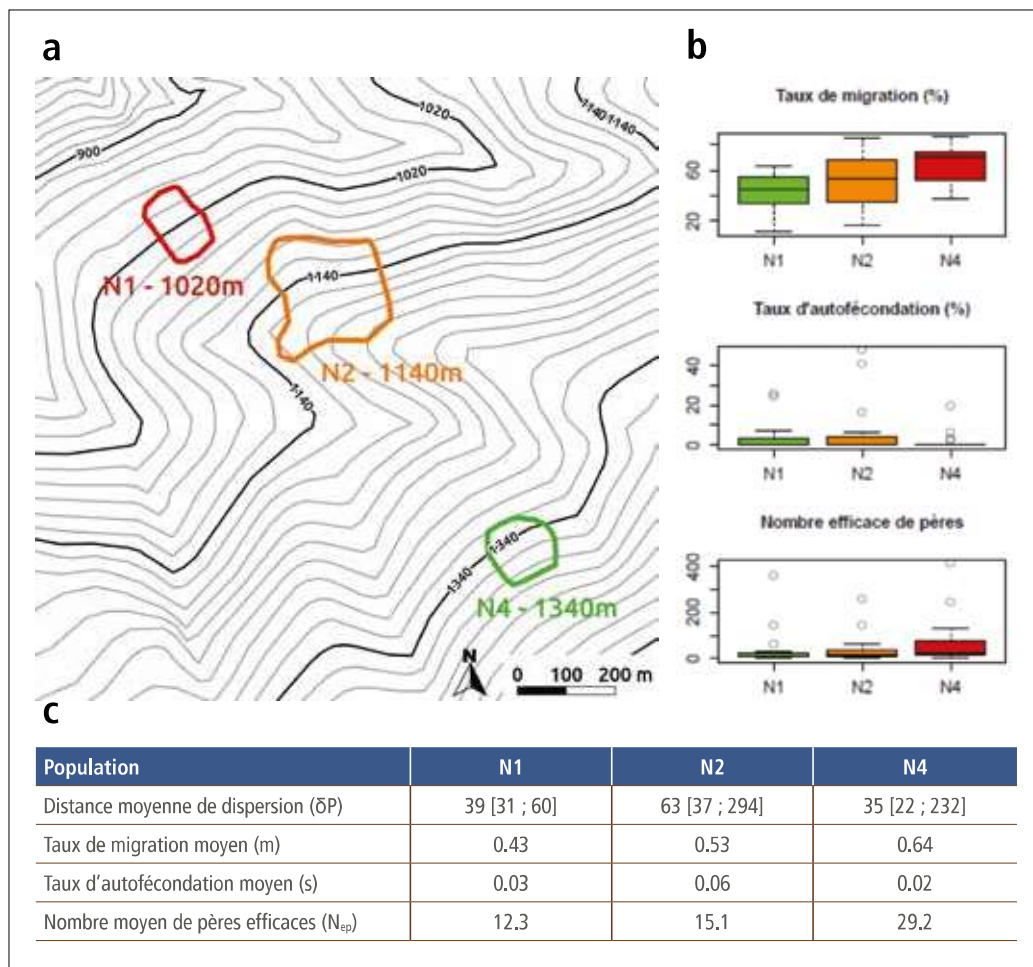 a
900
1020
1020
1140
1140
N1 - 1020m
1140
N2 - 1140m
1140
1340
1340
N4 - 1340m
N
0 100 200 m
b
Taux de migration (%)
60
20
N1 N2 N4
Taux d'autofécondation (%)
40
20
0
N1 N2 N4
Nombre efficace de pères
400
200
0
N1 N2 N4
c
Population N1 N2 N4
Distance moyenne de dispersion (δP) 39 [31 ; 60] 63 [37 ; 294] 35 [22 ; 232]
Taux de migration moyen (m) 0.43 0.53 0.64
Taux d'autofécondation moyen (s) 0.03 0.06 0.02
Nombre moyen de pères efficaces (Nep) 12.3 15.1 29.2